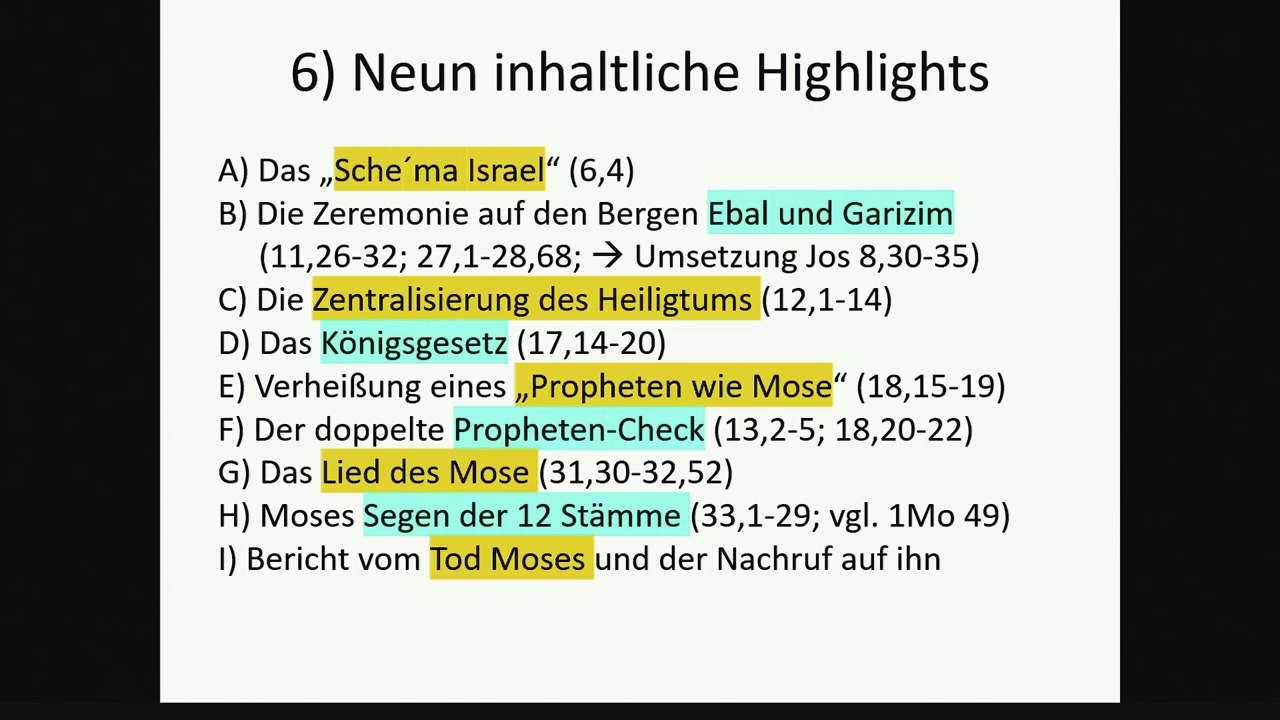 6) Neun inhaltliche Highlights
A) Das „Sche´ma Israel“ (6,4)
B) Die Zeremonie auf den Bergen Ebal und Garizim
(11,26-32; 27,1-28,68; → Umsetzung Jos 8,30-35)
C) Die Zentralisierung des Heiligtums (12,1-14)
D) Das Königsgesetz (17,14-20)
E) Verheißung eines „Propheten wie Mose“ (18,15-19)
F) Der doppelte Propheten-Check (13,2-5; 18,20-22)
G) Das Lied des Mose (31,30-32,52)
H) Moses Segen der 12 Stämme (33,1-29; vgl. 1Mo 49)
I) Bericht vom Tod Moses und der Nachruf auf ihn